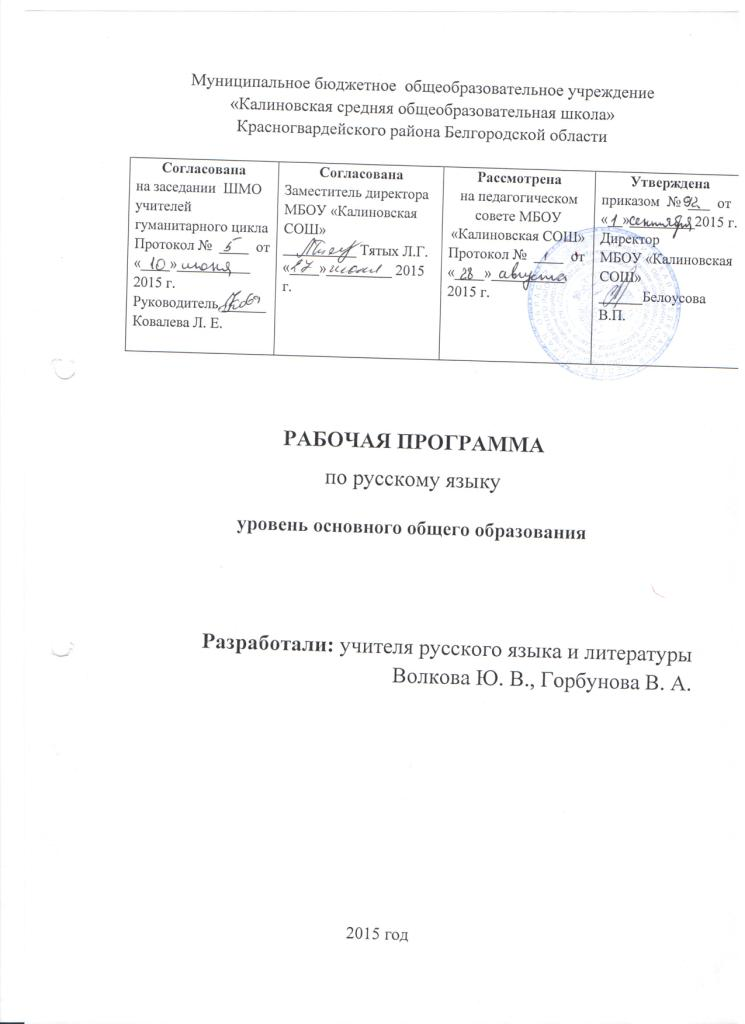 Муниципальное бюджетное общеобразовательное учреждение
«Калиновская средняя общеобразовательная школа»
Красногвардейского района Белгородской области
Согласована
на заседании ШМО
учителей
гуманитарного цикла
Протокол № 5 от
« 10 » июня
2015 г.
Руководитель
Ковалева Л. Е.
Согласована
Заместитель директора
МБОУ «Калиновская
СОШ»
Тятых Л.Г.
«17» июня 2015
г.
Рассмотрена
на педагогическом
совете МБОУ
«Калиновская СОШ»
Протокол № 1 от
« 28 » августа
2015 г.
Утверждена
приказом № 92 от
« 1 » сентября 2015 г.
Директор
МБОУ «Калиновская
СОШ»
Белоусова
В.П.
РАБОЧАЯ ПРОГРАММА
по русскому языку
уровень основного общего образования
Разработали: учителя русского языка и литературы
Волкова Ю. В., Горбунова В. А.
2015 год